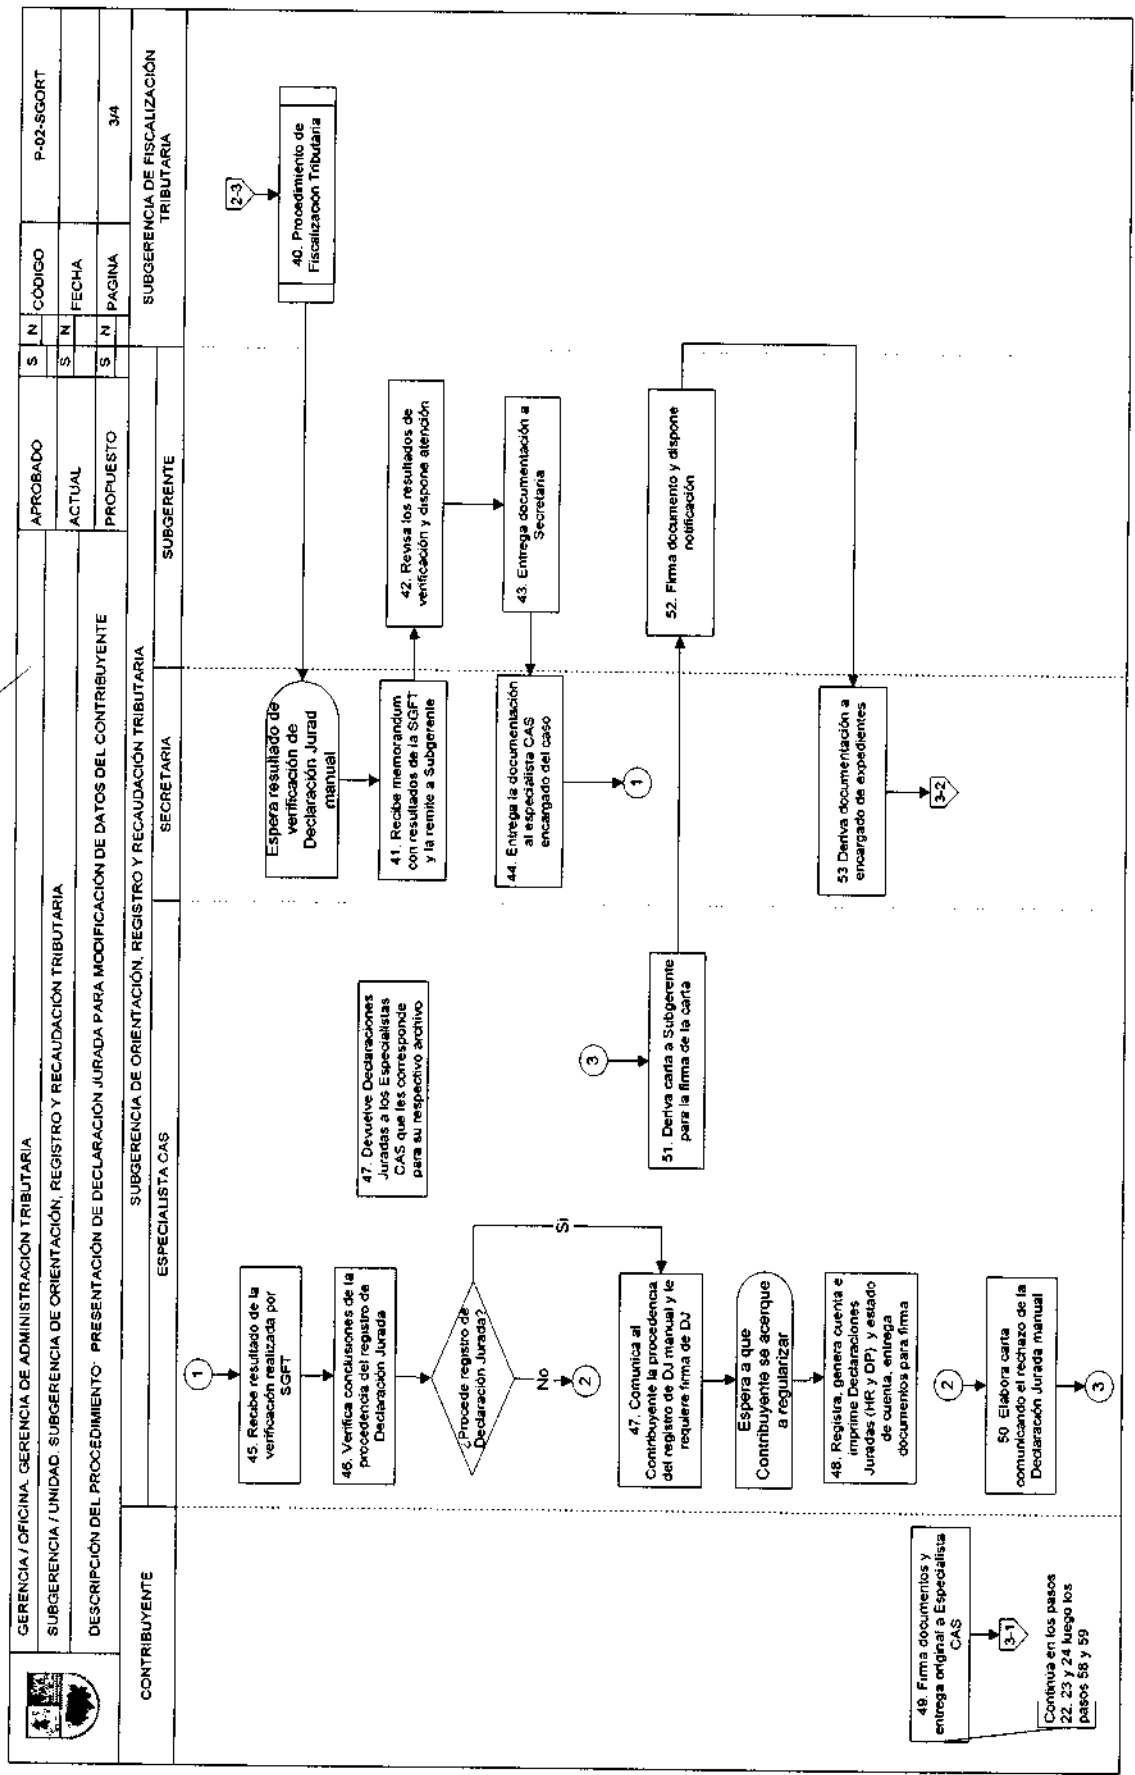 GERENCIA / OFICINA. GERENCIA DE ADMINISTRACIÓN TRIBUTARIA
APROBADO
S
N
CÓDIGO
P-02-SGORT
SUBGERENCIA / UNIDAD. SUBGERENCIA DE ORIENTACIÓN, REGISTRO Y RECAUDACIÓN TRIBUTARIA
ACTUAL
S
N
FECHA
DESCRIPCIÓN DEL PROCEDIMIENTO· PRESENTACIÓN DE DECLARACIÓN JURADA PARA MODIFICACIÓN DE DATOS DEL CONTRIBUYENTE
PROPUESTO
S
N
PAGINA
3/4
CONTRIBUYENTE
SUBGERENCIA DE ORIENTACIÓN, REGISTRO Y RECAUDACIÓN TRIBUTARIA
SUBGERENCIA DE FISCALIZACIÓN
TRIBUTARIA
ESPECIALISTA CAS
SECRETARIA
SUBGERENTE
2-3
40. Procedimiento de
Fiscalización Tributaria
Espera resultado de
verificación de
Declaración Jurad
manual
41. Recibe memorandum
con resultados de la SGFT
y la remite a Subgerente
42. Revisa los resultados de
verificación y dispone atención
43. Entrega documentación a
Secretaria
44. Entrega la documentación
al especialista CAS
encargado del caso
1
1
45. Recibe resultado de la
verificación realizada por
SGFT
46. Verifica conclusiones de la
procedencia del registro de
Declaración Jurada
47. Devuelve Declaraciones
Juradas a los Especialistas
CAS que les corresponde
para su respectivo archivo
¿Procede registro de
Declaración Jurada?
Si
No
2
47. Comunica al
Contribuyente la procedencia
del registro de DJ manual y le
requiere firma de DJ
Espera a que
Contribuyente se acerque
a regularizar
48. Registra, genera cuenta e
imprime Declaraciones
Juradas (HR y DP) y estado
de cuenta, entrega
documentos para firma
49. Firma documentos y
entrega original a Especialista
CAS
3-1
Continúa en los pasos
22, 23 y 24 luego los
pasos 58 y 59
2
50 Elabora carta
comunicando el rechazo de la
Declaración Jurada manual
3
3
51. Deriva carta a Subgerente
para la firma de la carta
52. Firma documento y dispone
notificación
53 Deriva documentación a
encargado de expedientes
3-2